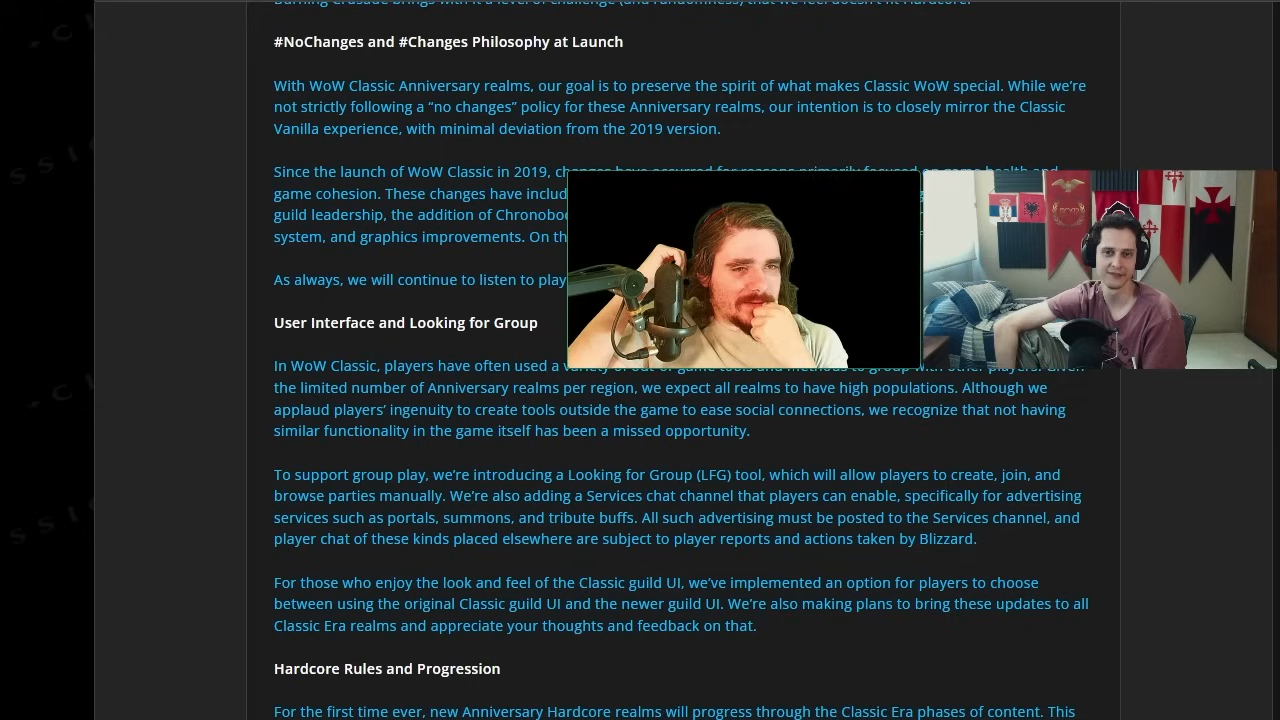 Burning Crusade brings with it a level of challenge (and randomness) that we feel doesn't fit Hardcore.
#NoChanges and #Changes Philosophy at Launch
With WoW Classic Anniversary realms, our goal is to preserve the spirit of what makes Classic WoW special. While we’re
not strictly following a “no changes” policy for these Anniversary realms, our intention is to closely mirror the Classic
Vanilla experience, with minimal deviation from the 2019 version.
Since the launch of WoW Classic in 2019, changes have occurred for reasons primarily focused on game health and
game cohesion. These changes have includ
guild leadership, the addition of Chronoboo
system, and graphics improvements. On th
As always, we will continue to listen to play
User Interface and Looking for Group
In WoW Classic, players have often used a variety of out-of-game tools and methods to group with other players. Given
the limited number of Anniversary realms per region, we expect all realms to have high populations. Although we
applaud players’ ingenuity to create tools outside the game to ease social connections, we recognize that not having
similar functionality in the game itself has been a missed opportunity.
To support group play, we’re introducing a Looking for Group (LFG) tool, which will allow players to create, join, and
browse parties manually. We're also adding a Services chat channel that players can enable, specifically for advertising
services such as portals, summons, and tribute buffs. All such advertising must be posted to the Services channel, and
player chat of these kinds placed elsewhere are subject to player reports and actions taken by Blizzard.
For those who enjoy the look and feel of the Classic guild UI, we’ve implemented an option for players to choose
between using the original Classic guild UI and the newer guild UI. We’re also making plans to bring these updates to all
Classic Era realms and appreciate your thoughts and feedback on that.
Hardcore Rules and Progression
For the first time ever, new Anniversary Hardcore realms will progress through the Classic Era phases of content. This